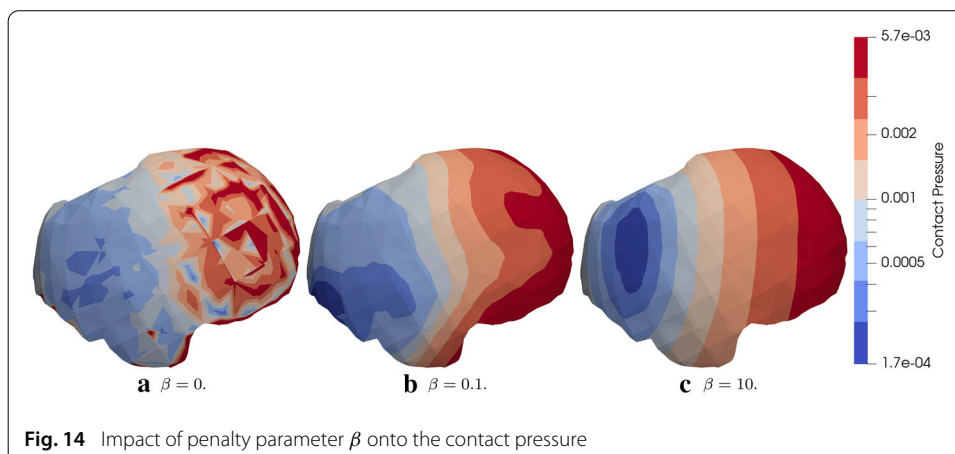 5.7e-03
0.002
0.001
0.0005
1.7e-04
Contact Pressure
a β = 0.
b β = 0.1.
c β = 10.
Fig. 14 Impact of penalty parameter β onto the contact pressure